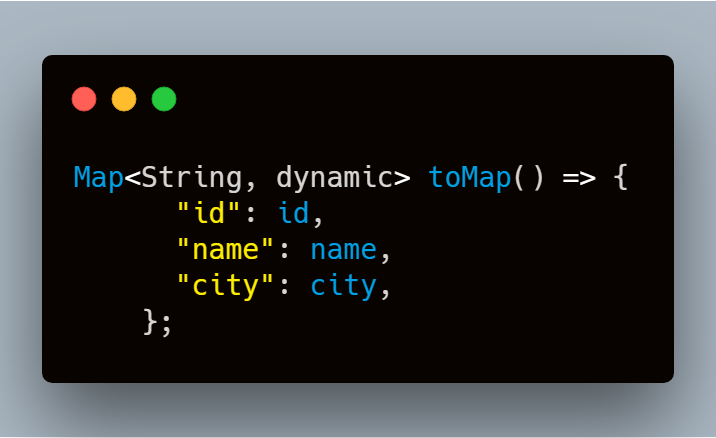 Map<String, dynamic> toMap() => {
"id": id,
"name": name,
"city": city,
};